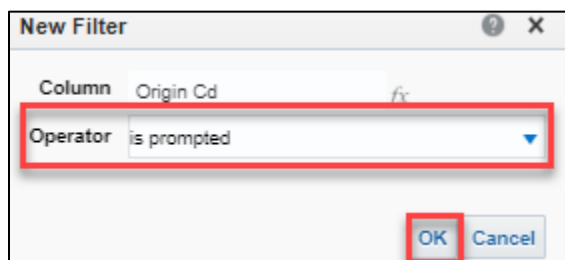 New Filter ? ×
Column Origin Cd fx
Operator is prompted
OK Cancel